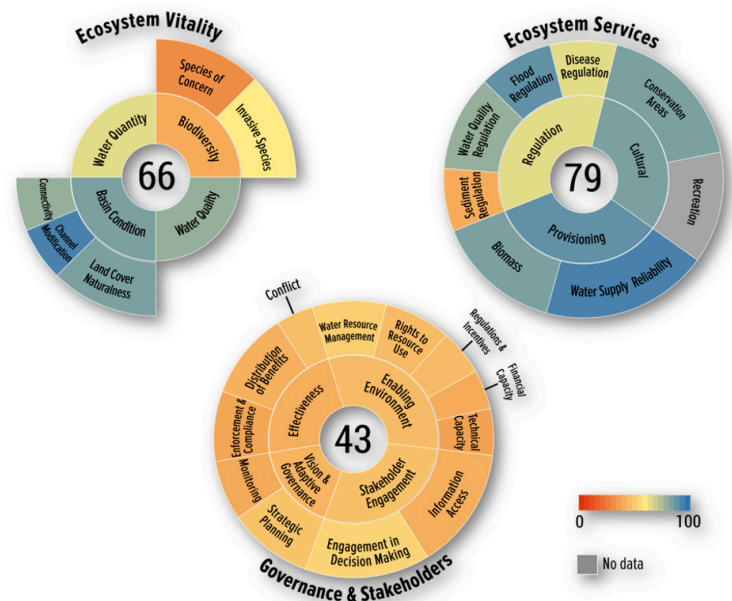 Ecosystem Vitality
Species of
Concern
Invasive Species
Water Quantity
Biodiversity
66
Basin Condition
Water Quality
Connectivity
Channel
Modification
Land Cover
Naturalness
Ecosystem Services
Flood
Regulation
Disease
Regulation
Conservation
Areas
Water Quality
Regulation
Regulation
Cultural
79
Sediment
Regulation
Recreation
Provisioning
Biomass
Water Supply Reliability
Conflict
Water Resource
Management
Rights to
Resource
Use
Regulations &
Incentives
Financial
Capacity
Distribution
of Benefits
Effectiveness
Enabling
Environment
Enforcement &
Compliance
Technical
Capacity
43
Monitoring
Vision &
Adaptive
Governance
Stakeholder
Engagement
Information
Access
Strategic
Planning
Engagement in
Decision Making
Governance & Stakeholders
0 100
No data